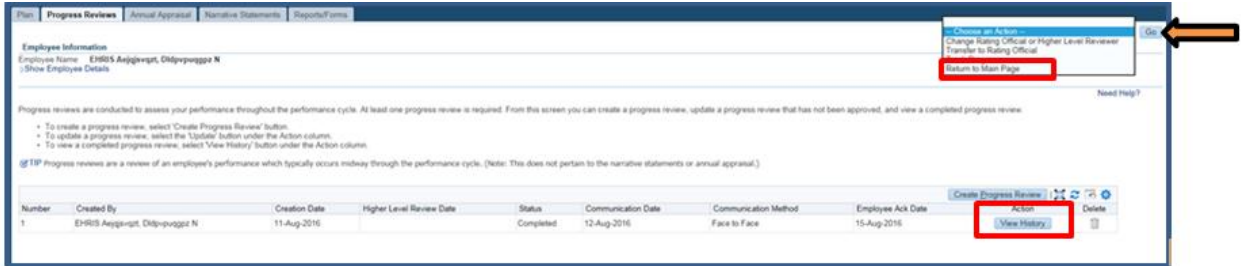 Plan Progress Reviews Annual Appraisal Narrative Statements Reports/Forms
-- Choose an Action --
Go
Change Rating Official or Higher Level Reviewer
Transfer to Rating Official
Return to Main Page
Employee Information
Employee Name
Show Employee Details
Need Help?
Progress reviews are conducted to assess your performance throughout the performance cycle. At least one progress review is required. From this screen you can create a progress review, update a progress review that has not been approved, and view a completed progress review.
• To create a progress review, select 'Create Progress Review' button.
• To update a progress review, select the 'Update' button under the Action column.
• To view a completed progress review, select 'View History' button under the Action column.
TIP Progress reviews are a review of an employee's performance which typically occurs midway through the performance cycle. (Note: This does not pertain to the narrative statements or annual appraisal.)
Create Progress Review
Number Created By Creation Date Higher Level Review Date Status Communication Date Communication Method Employee Ack Date Action Delete
1 EHRIS 11-Aug-2016 Completed 12-Aug-2016 Face to Face 15-Aug-2016 View History